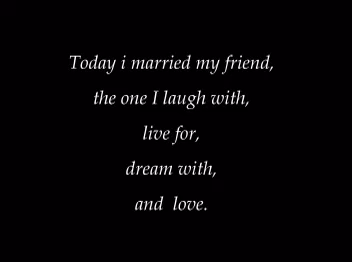 Today i married my friend,
the one I laugh with,
live for,
dream with,
and  love.